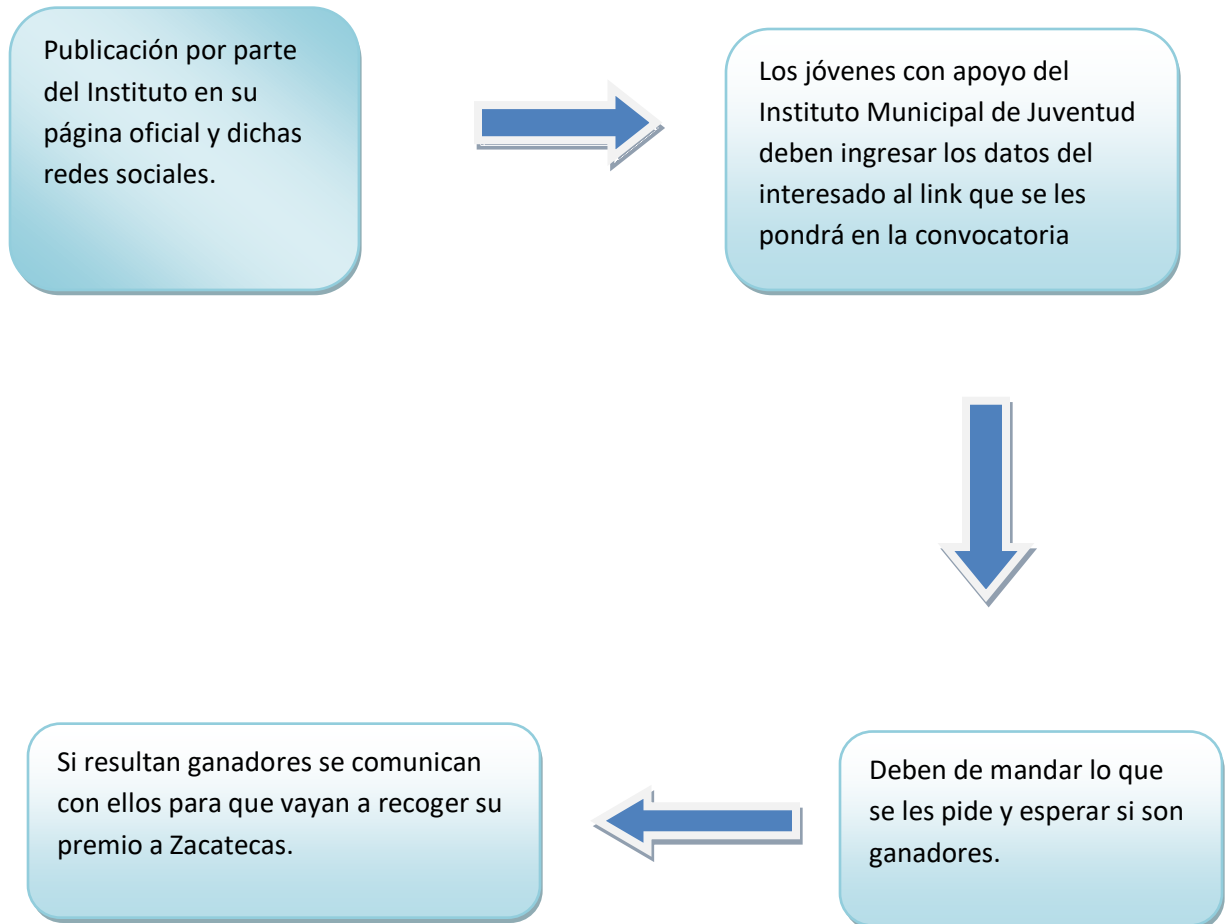 Publicación por parte
del Instituto en su
página oficial y dichas
redes sociales.
Los jóvenes con apoyo del
Instituto Municipal de Juventud
deben ingresar los datos del
interesado al link que se les
pondrá en la convocatoria
Deben de mandar lo que
se les pide y esperar si son
ganadores.
Si resultan ganadores se comunican
con ellos para que vayan a recoger su
premio a Zacatecas.